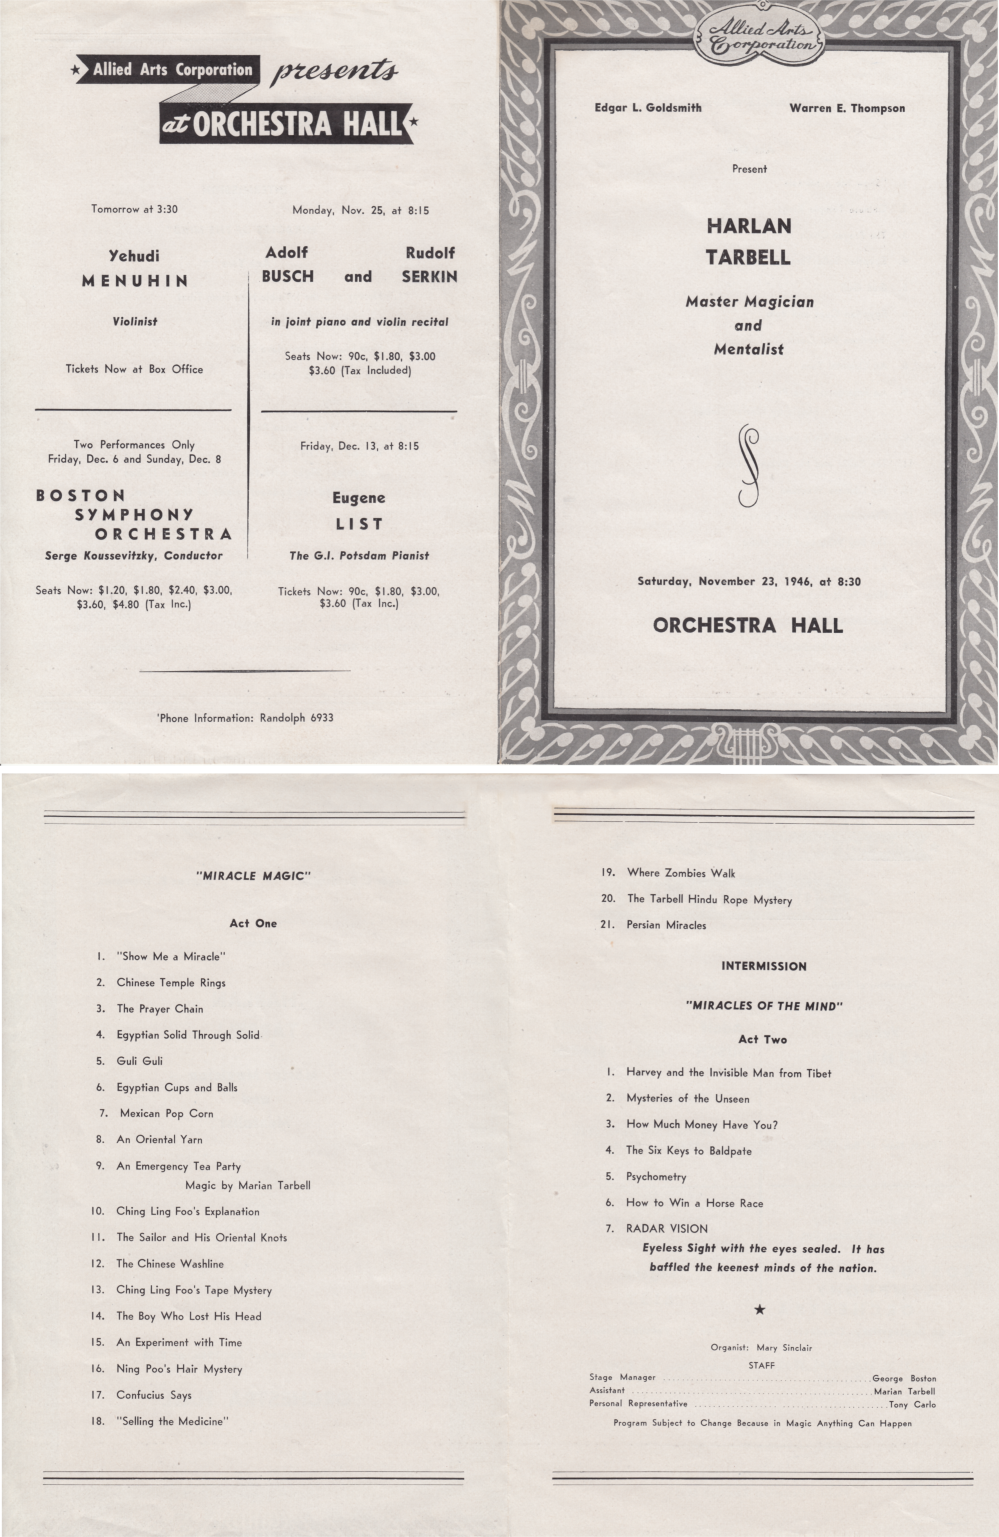 Allied Arts Corporation presents
at ORCHESTRA HALL
Tomorrow at 3:30
Yehudi
MENUHIN
Violinist
Tickets Now at Box Office
Monday, Nov. 25, at 8:15
Adolf Rudolf
BUSCH and SERKIN
in joint piano and violin recital
Seats Now: 90c, $1.80, $3.00
$3.60 (Tax Included)
Two Performances Only
Friday, Dec. 6 and Sunday, Dec. 8
BOSTON
SYMPHONY
ORCHESTRA
Serge Koussevitzky, Conductor
Seats Now: $1.20, $1.80, $2.40, $3.00,
$3.60, $4.80 (Tax Inc.)
Friday, Dec. 13, at 8:15
Eugene
LIST
The G.I. Potsdam Pianist
Tickets Now: 90c, $1.80, $3.00,
$3.60 (Tax Inc.)
'Phone Information: Randolph 6933
Allied Arts
Corporation
Edgar L. Goldsmith Warren E. Thompson
Present
HARLAN
TARBELL
Master Magician
and
Mentalist
Saturday, November 23, 1946, at 8:30
ORCHESTRA HALL
"MIRACLE MAGIC"
Act One
1. "Show Me a Miracle"
2. Chinese Temple Rings
3. The Prayer Chain
4. Egyptian Solid Through Solid
5. Guli Guli
6. Egyptian Cups and Balls
7. Mexican Pop Corn
8. An Oriental Yarn
9. An Emergency Tea Party
Magic by Marian Tarbell
10. Ching Ling Foo's Explanation
11. The Sailor and His Oriental Knots
12. The Chinese Washline
13. Ching Ling Foo's Tape Mystery
14. The Boy Who Lost His Head
15. An Experiment with Time
16. Ning Poo's Hair Mystery
17. Confucius Says
18. "Selling the Medicine"
19. Where Zombies Walk
20. The Tarbell Hindu Rope Mystery
21. Persian Miracles
INTERMISSION
"MIRACLES OF THE MIND"
Act Two
1. Harvey and the Invisible Man from Tibet
2. Mysteries of the Unseen
3. How Much Money Have You?
4. The Six Keys to Baldpate
5. Psychometry
6. How to Win a Horse Race
7. RADAR VISION
Eyeless Sight with the eyes sealed. It has
baffled the keenest minds of the nation.
Organist: Mary Sinclair
STAFF
Stage Manager ........ George Boston
Assistant ........ Marian Tarbell
Personal Representative ........ Tony Carlo
Program Subject to Change Because in Magic Anything Can Happen